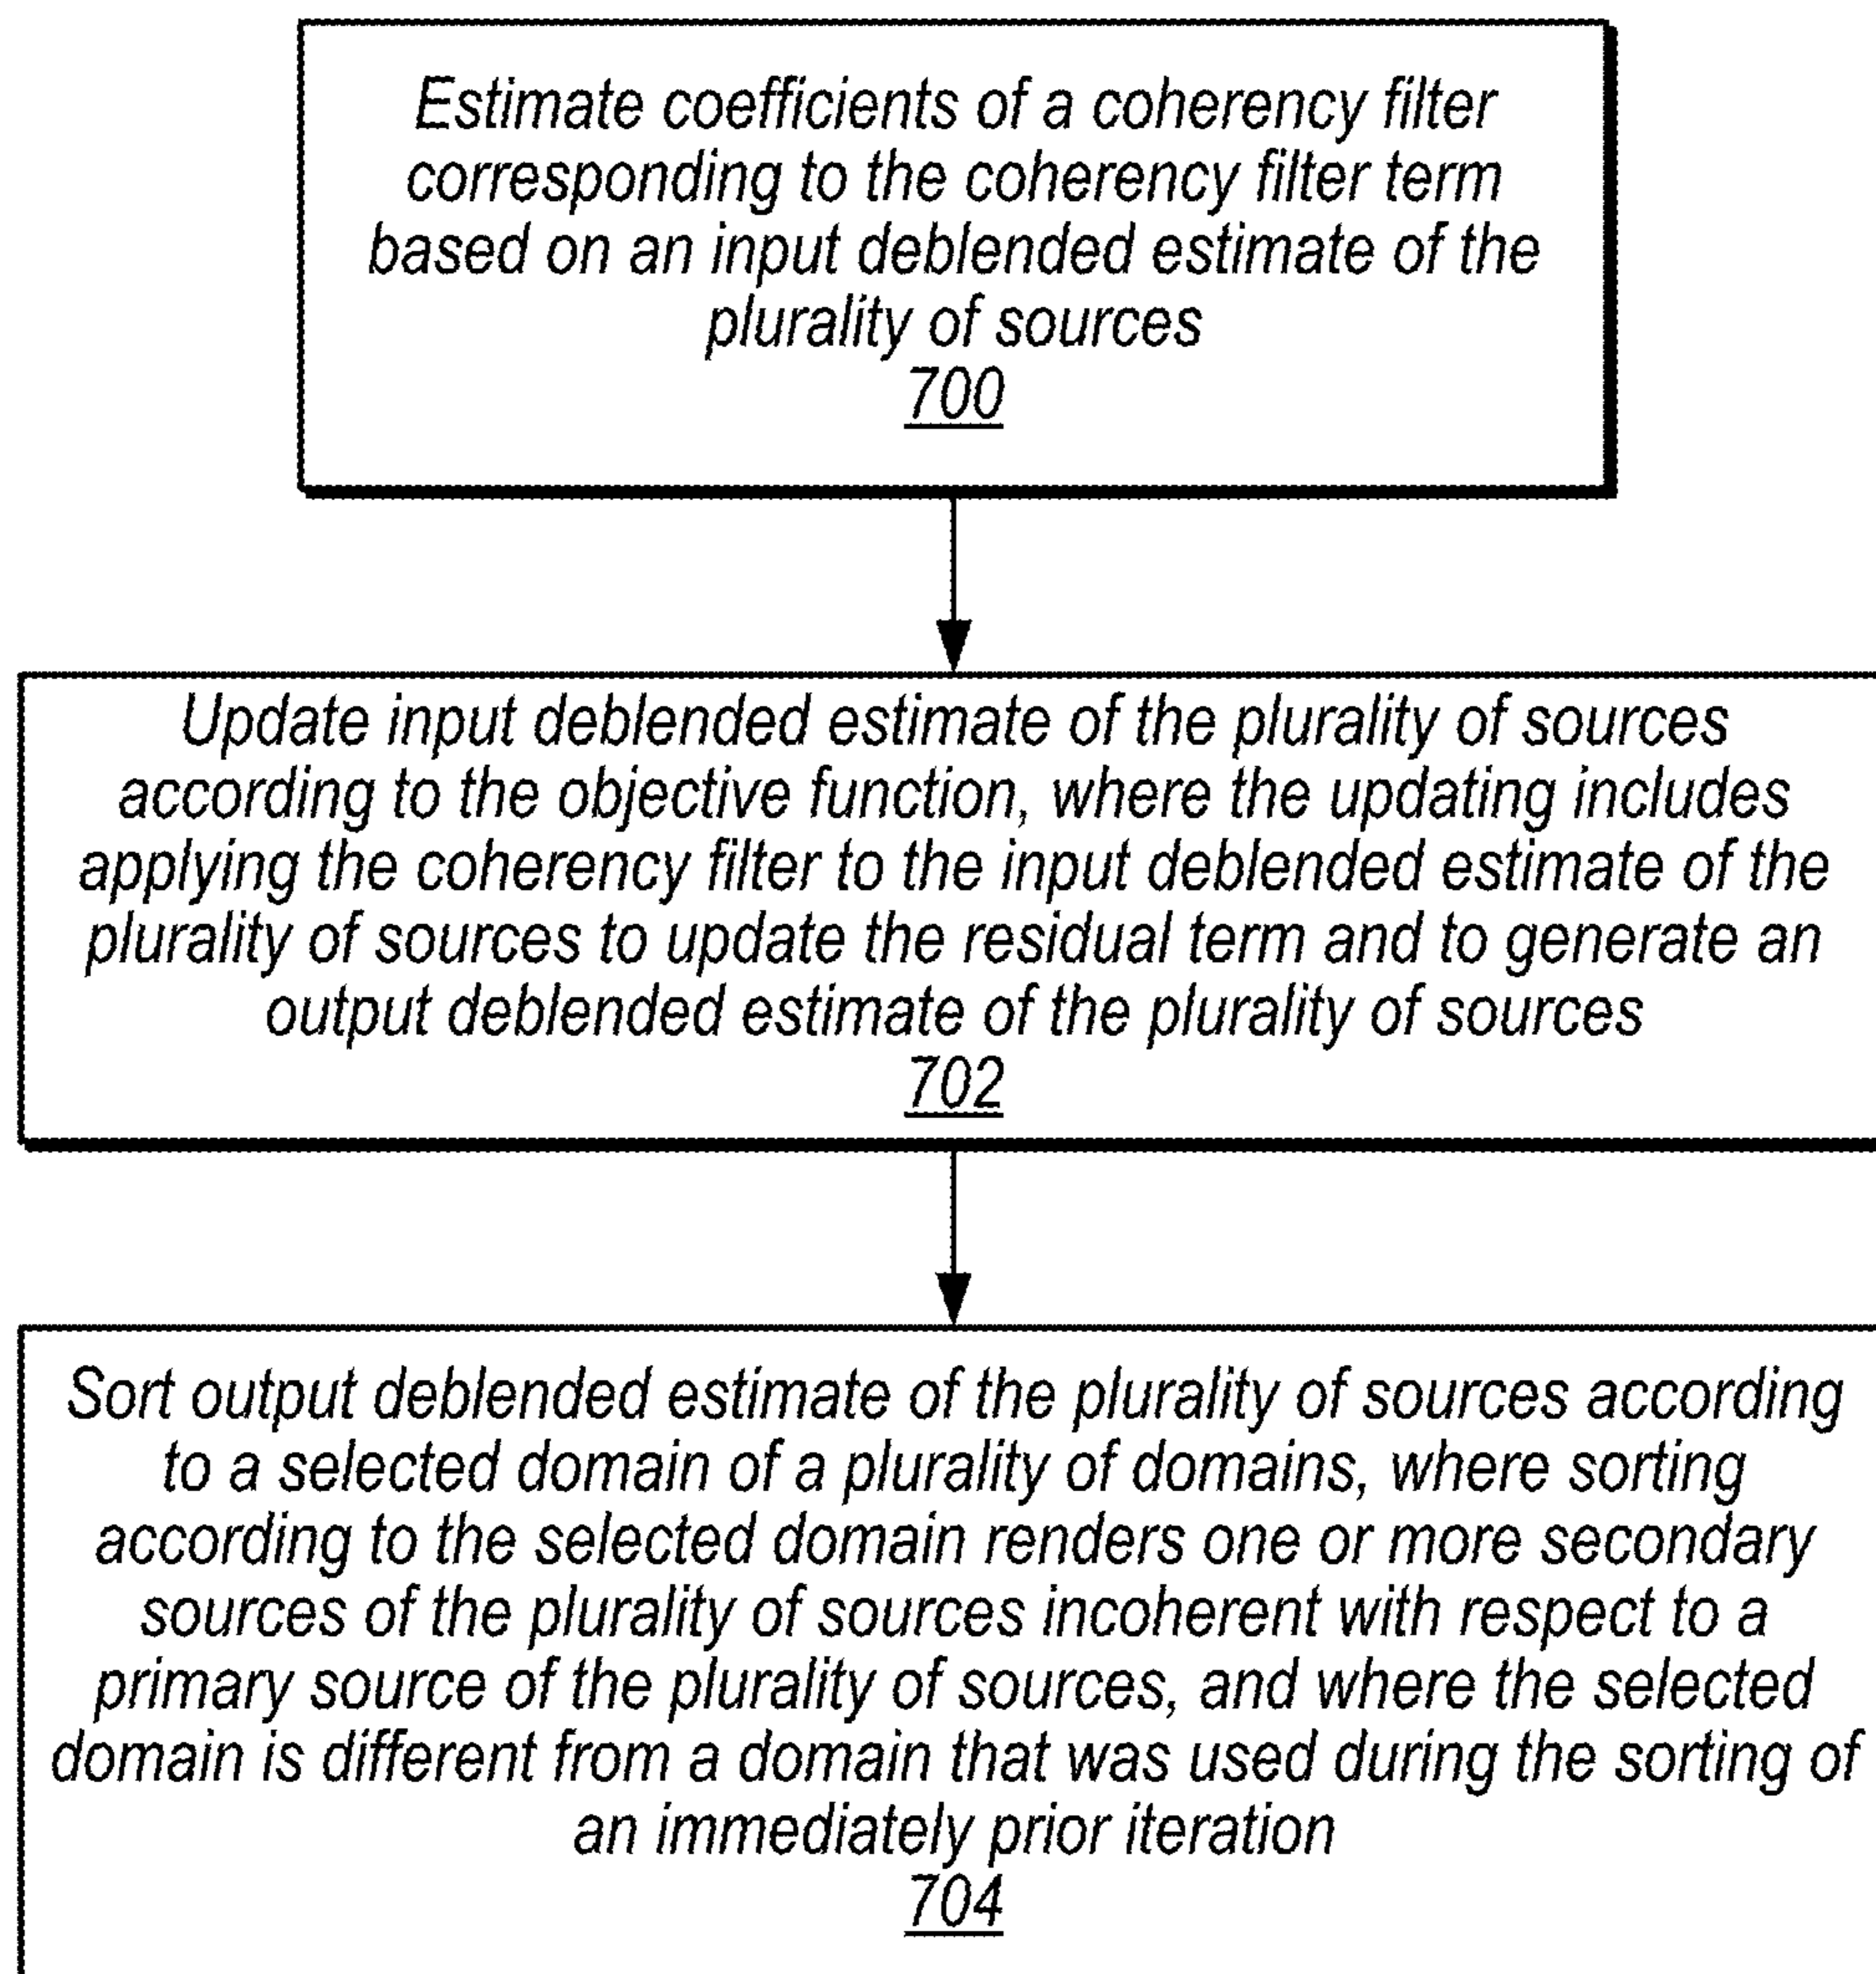 Estimate coefficients of a coherency filter
corresponding to the coherency filter term
based on an input deblended estimate of the
plurality of sources
700
Update input deblended estimate of the plurality of sources
according to the objective function, where the updating includes
applying the coherency filter to the input deblended estimate of the
plurality of sources to update the residual term and to generate an
output deblended estimate of the plurality of sources
702
Sort output deblended estimate of the plurality of sources according
to a selected domain of a plurality of domains, where sorting
according to the selected domain renders one or more secondary
sources of the plurality of sources incoherent with respect to a
primary source of the plurality of sources, and where the selected
domain is different from a domain that was used during the sorting of
an immediately prior iteration
704